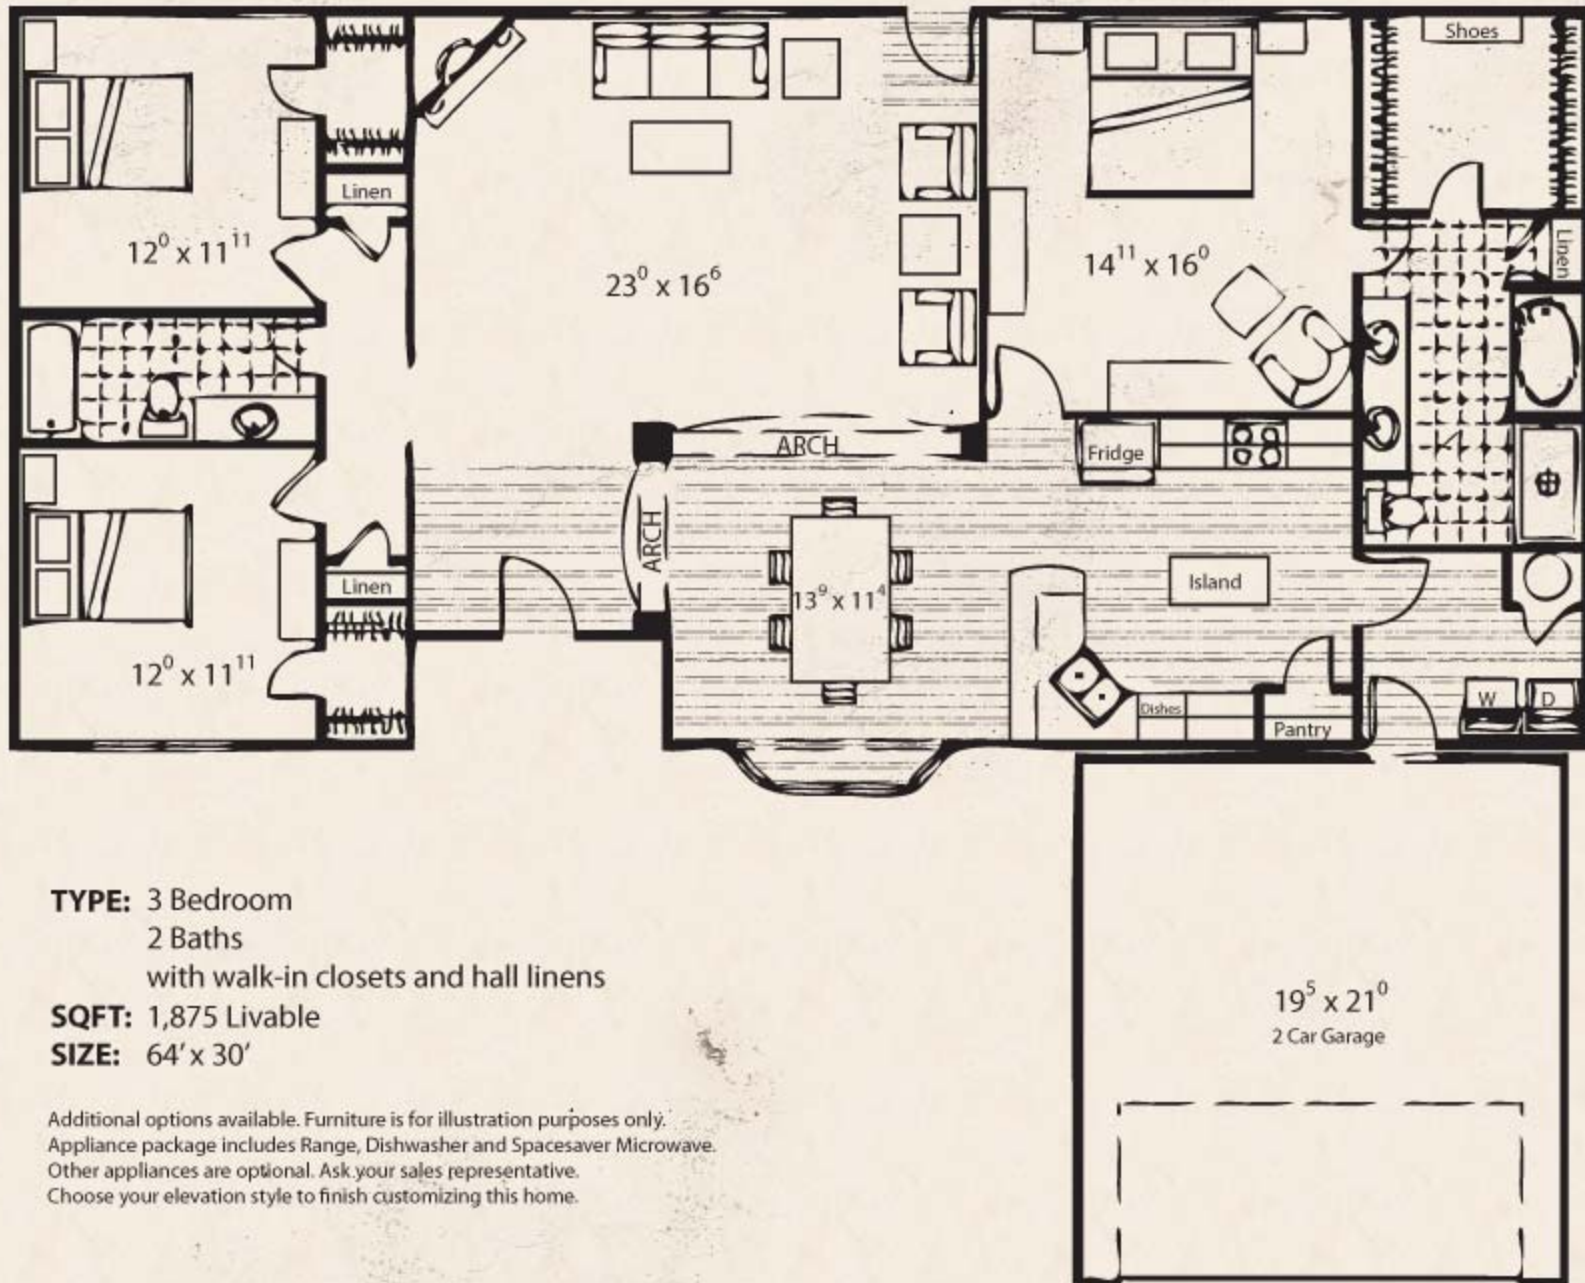 Shoes
Linen
Linen
12⁰ x 11¹¹
23⁰ x 16⁶
14¹¹ x 16⁰
ARCH
Fridge
ARCH
Linen
13⁹ x 11⁴
Island
12⁰ x 11¹¹
Dishes
Pantry
W
D
TYPE: 3 Bedroom
2 Baths
with walk-in closets and hall linens
SQFT: 1,875 Livable
SIZE: 64' x 30'
19⁵ x 21⁰
2 Car Garage
Additional options available. Furniture is for illustration purposes only.
Appliance package includes Range, Dishwasher and Spacesaver Microwave.
Other appliances are optional. Ask your sales representative.
Choose your elevation style to finish customizing this home.